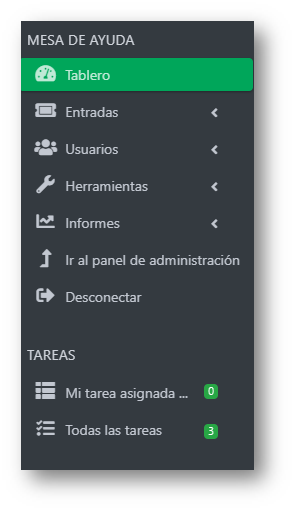 MESA DE AYUDA
Tablero
Entradas
Usuarios
Herramientas
Informes
Ir al panel de administración
Desconectar
TAREAS
Mi tarea asignada ... 0
Todas las tareas 3